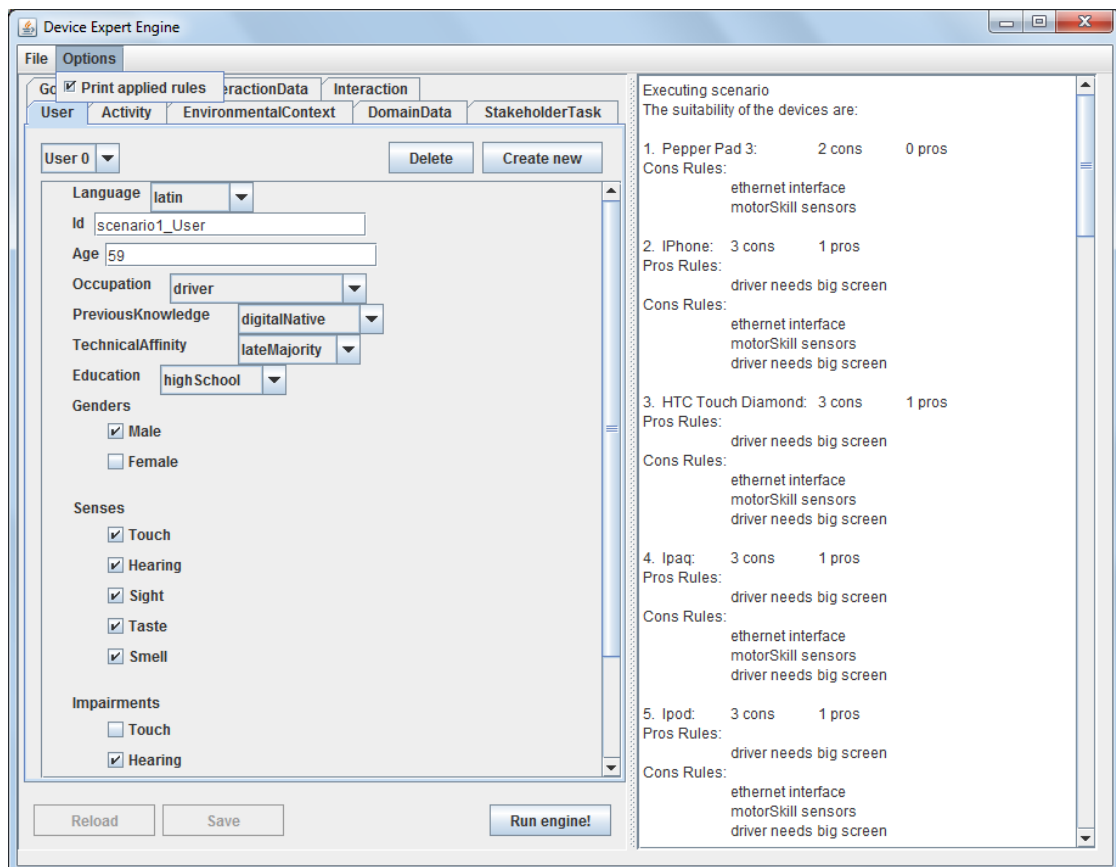 Device Expert Engine
File Options
Print applied rules
Go
eractionData Interaction
User Activity EnvironmentalContext DomainData StakeholderTask
User 0 Delete Create new
Language latin
Id scenario1_User
Age 59
Occupation driver
PreviousKnowledge digitalNative
TechnicalAffinity lateMajority
Education highSchool
Genders
Male
Female
Senses
Touch
Hearing
Sight
Taste
Smell
Impairments
Touch
Hearing
Reload Save Run engine!
Executing scenario
The suitability of the devices are:
1. Pepper Pad 3: 2 cons 0 pros
Cons Rules:
ethernet interface
motorSkill sensors
2. IPhone: 3 cons 1 pros
Pros Rules:
driver needs big screen
Cons Rules:
ethernet interface
motorSkill sensors
driver needs big screen
3. HTC Touch Diamond: 3 cons 1 pros
Pros Rules:
driver needs big screen
Cons Rules:
ethernet interface
motorSkill sensors
driver needs big screen
4. Ipaq: 3 cons 1 pros
Pros Rules:
driver needs big screen
Cons Rules:
ethernet interface
motorSkill sensors
driver needs big screen
5. Ipod: 3 cons 1 pros
Pros Rules:
driver needs big screen
Cons Rules:
ethernet interface
motorSkill sensors
driver needs big screen